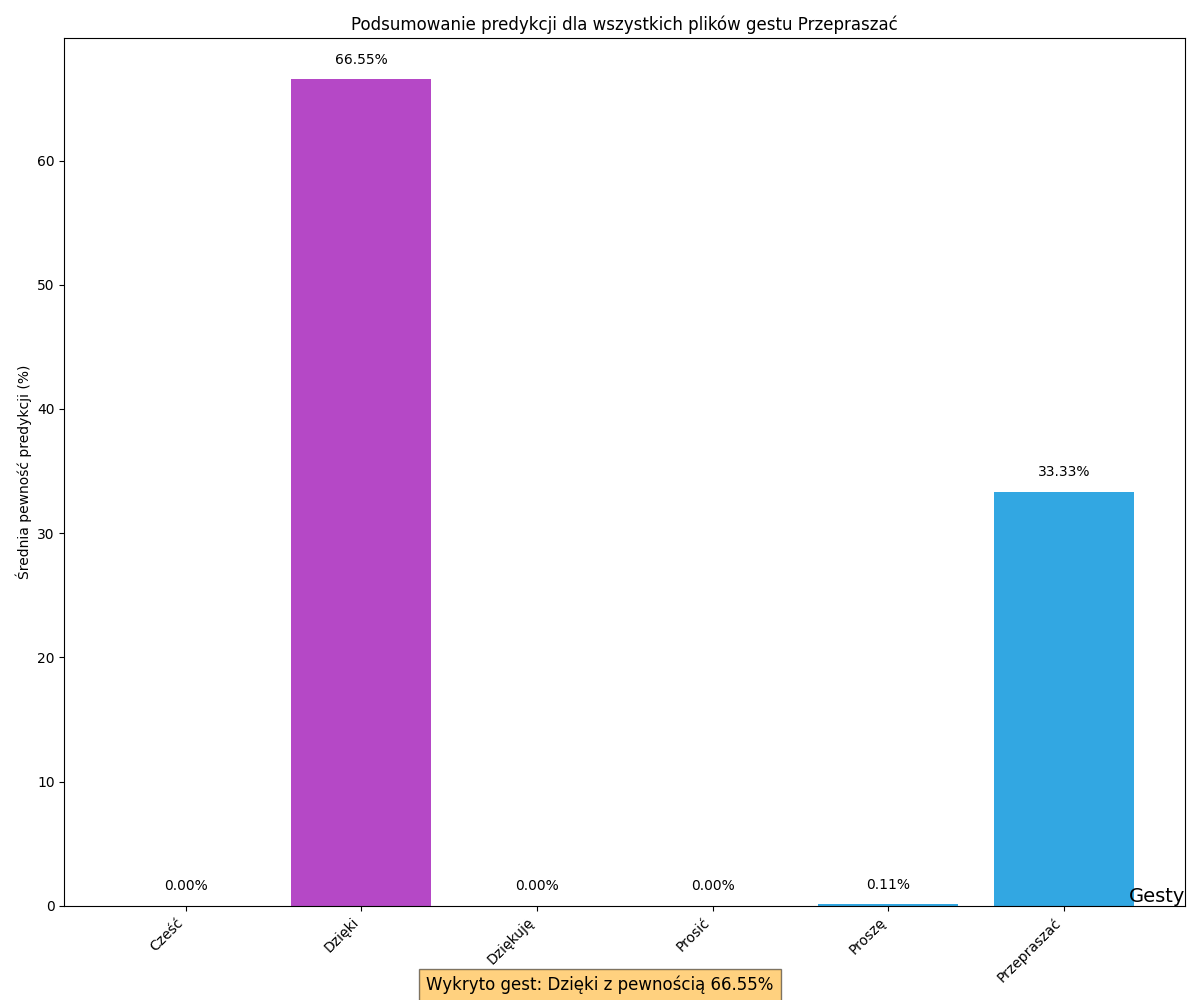 Podsumowanie predykcji dla wszystkich plików gestu Przepraszać
Średnia pewność predykcji (%)
60
50
40
30
20
10
0
0.00%
66.55%
0.00%
0.00%
0.11%
33.33%
Cześć
Dzięki
Dziękuję
Prosić
Proszę
Przepraszać
Gesty
Wykryto gest: Dzięki z pewnością 66.55%